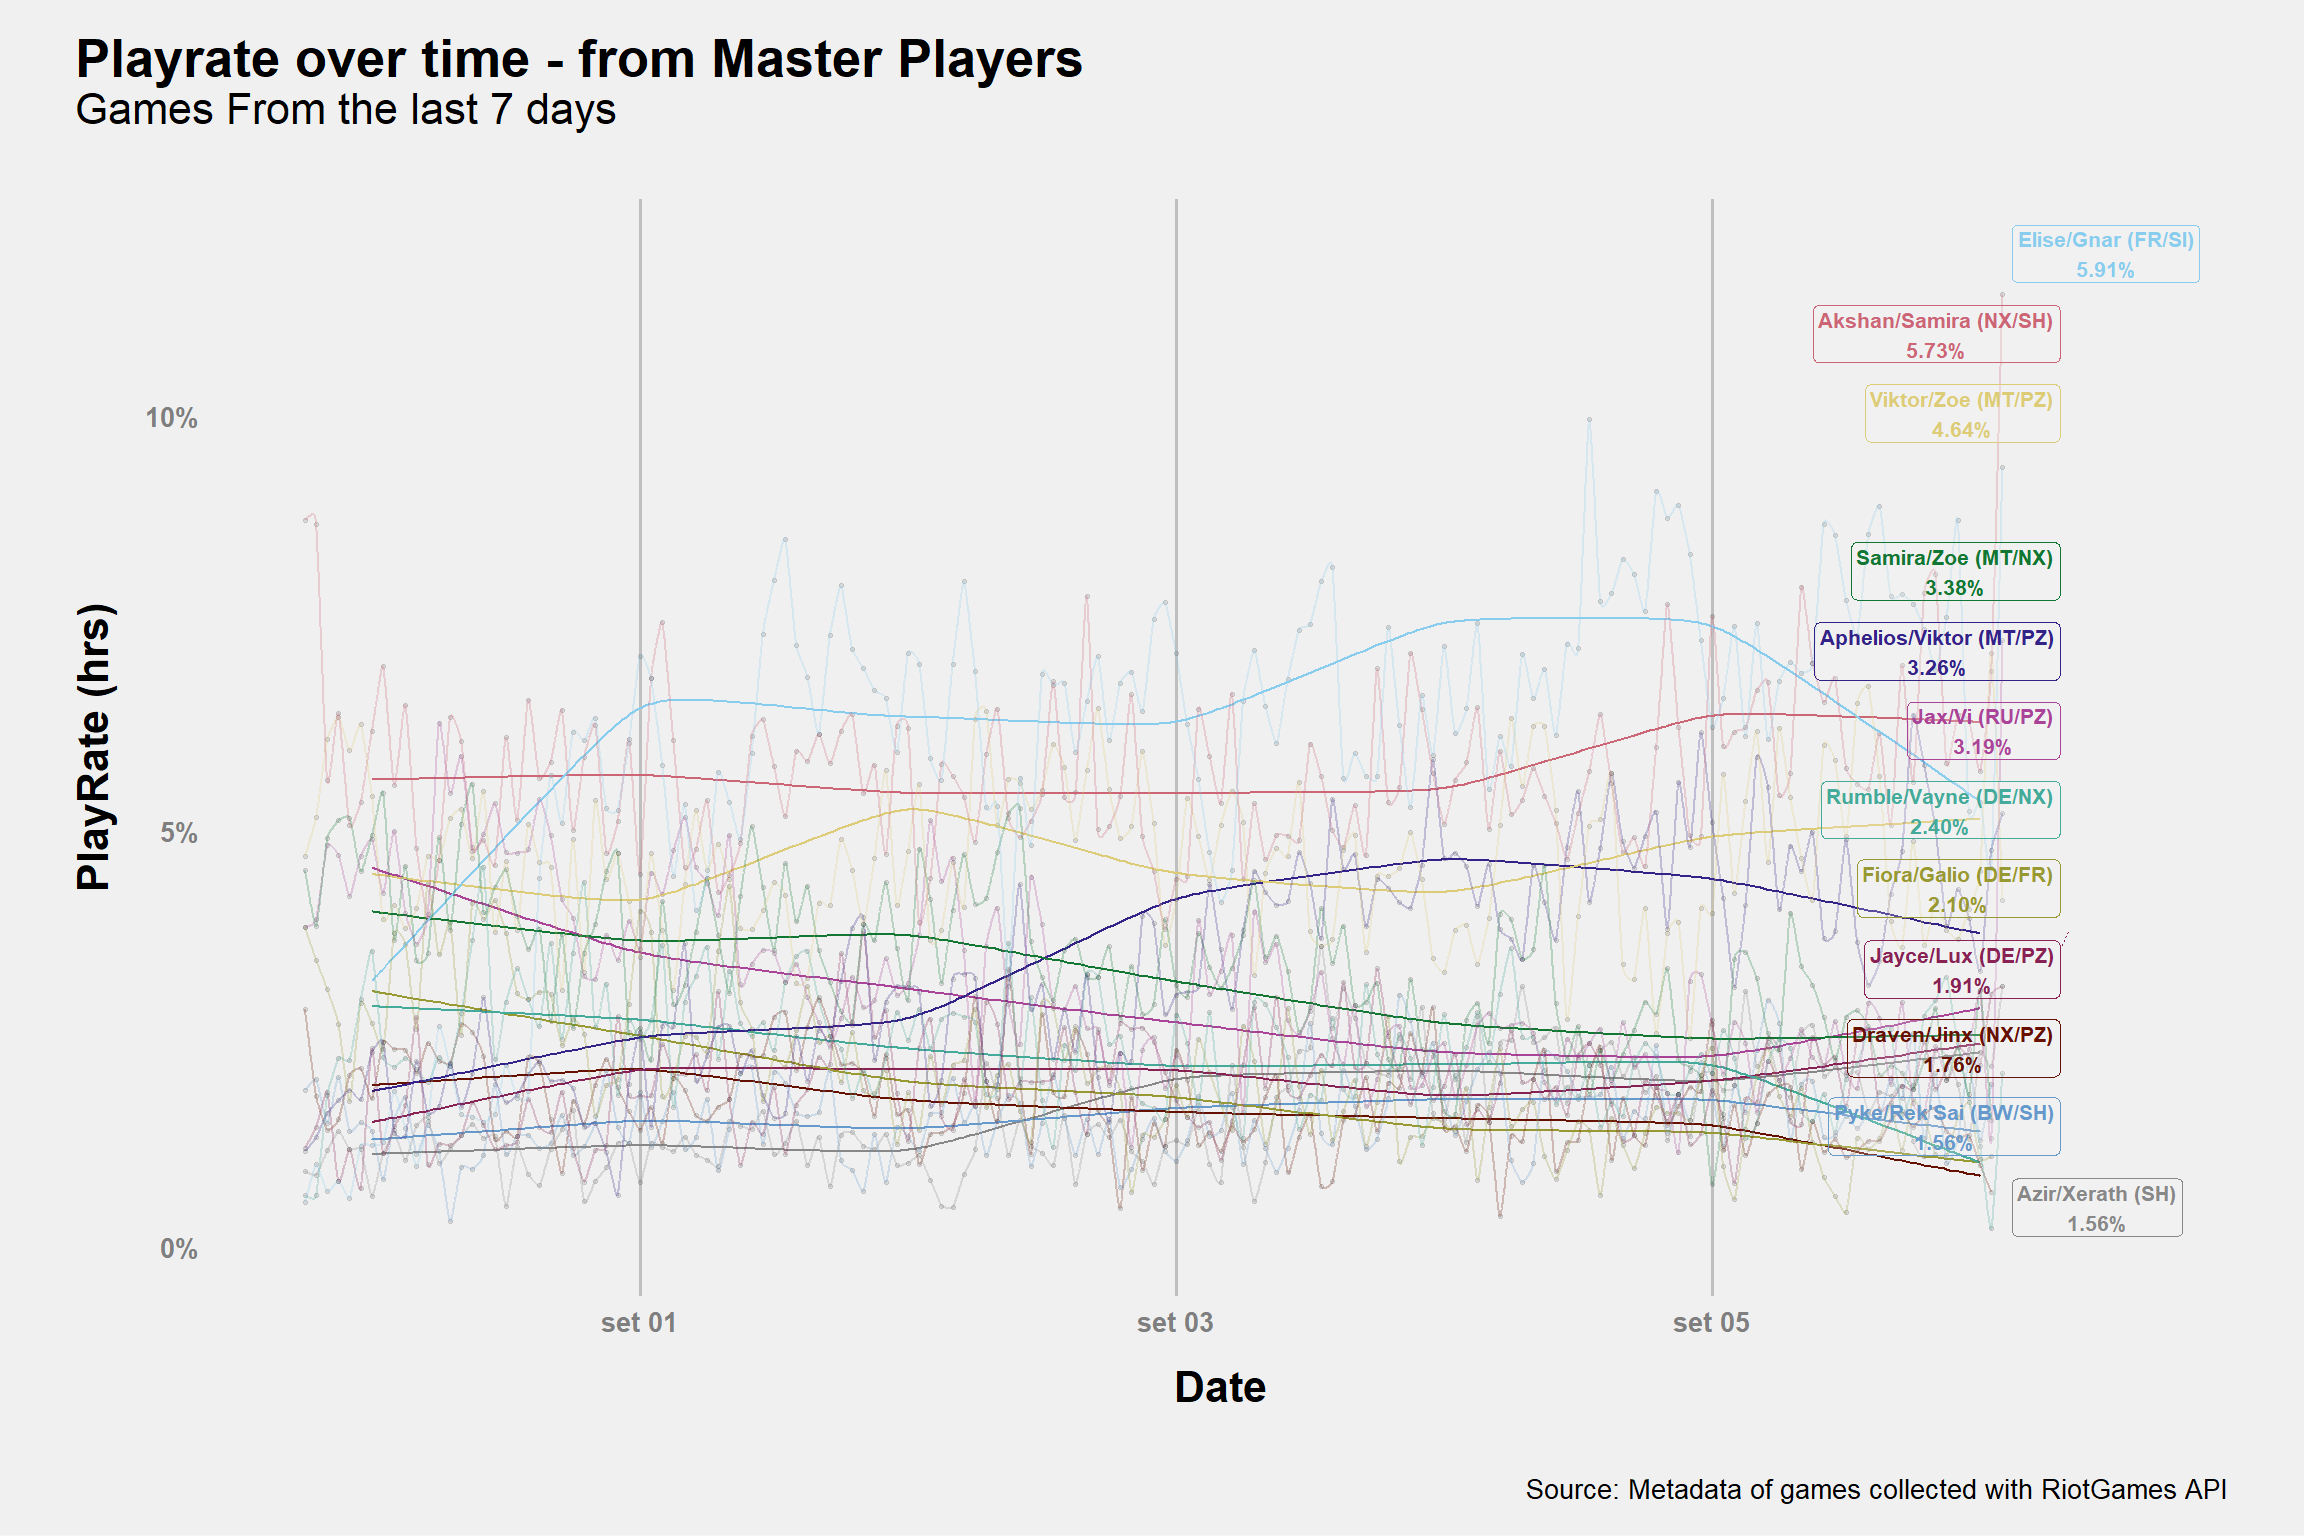 Playrate over time - from Master Players
Games From the last 7 days
PlayRate (hrs)
10%
5%
0%
Elise/Gnar (FR/SI)
5.91%
Akshan/Samira (NX/SH)
5.73%
Viktor/Zoe (MT/PZ)
4.64%
Samira/Zoe (MT/NX)
3.38%
Aphelios/Viktor (MT/PZ)
3.26%
Jax/Vi (RU/PZ)
3.19%
Rumble/Vayne (DE/NX)
2.40%
Fiora/Galio (DE/FR)
2.10%
Jayce/Lux (DE/PZ)
1.91%
Draven/Jinx (NX/PZ)
1.76%
Pyke/Rek'Sai (BW/SH)
1.56%
Azir/Xerath (SH)
1.56%
set 01
set 03
set 05
Date
Source: Metadata of games collected with RiotGames API